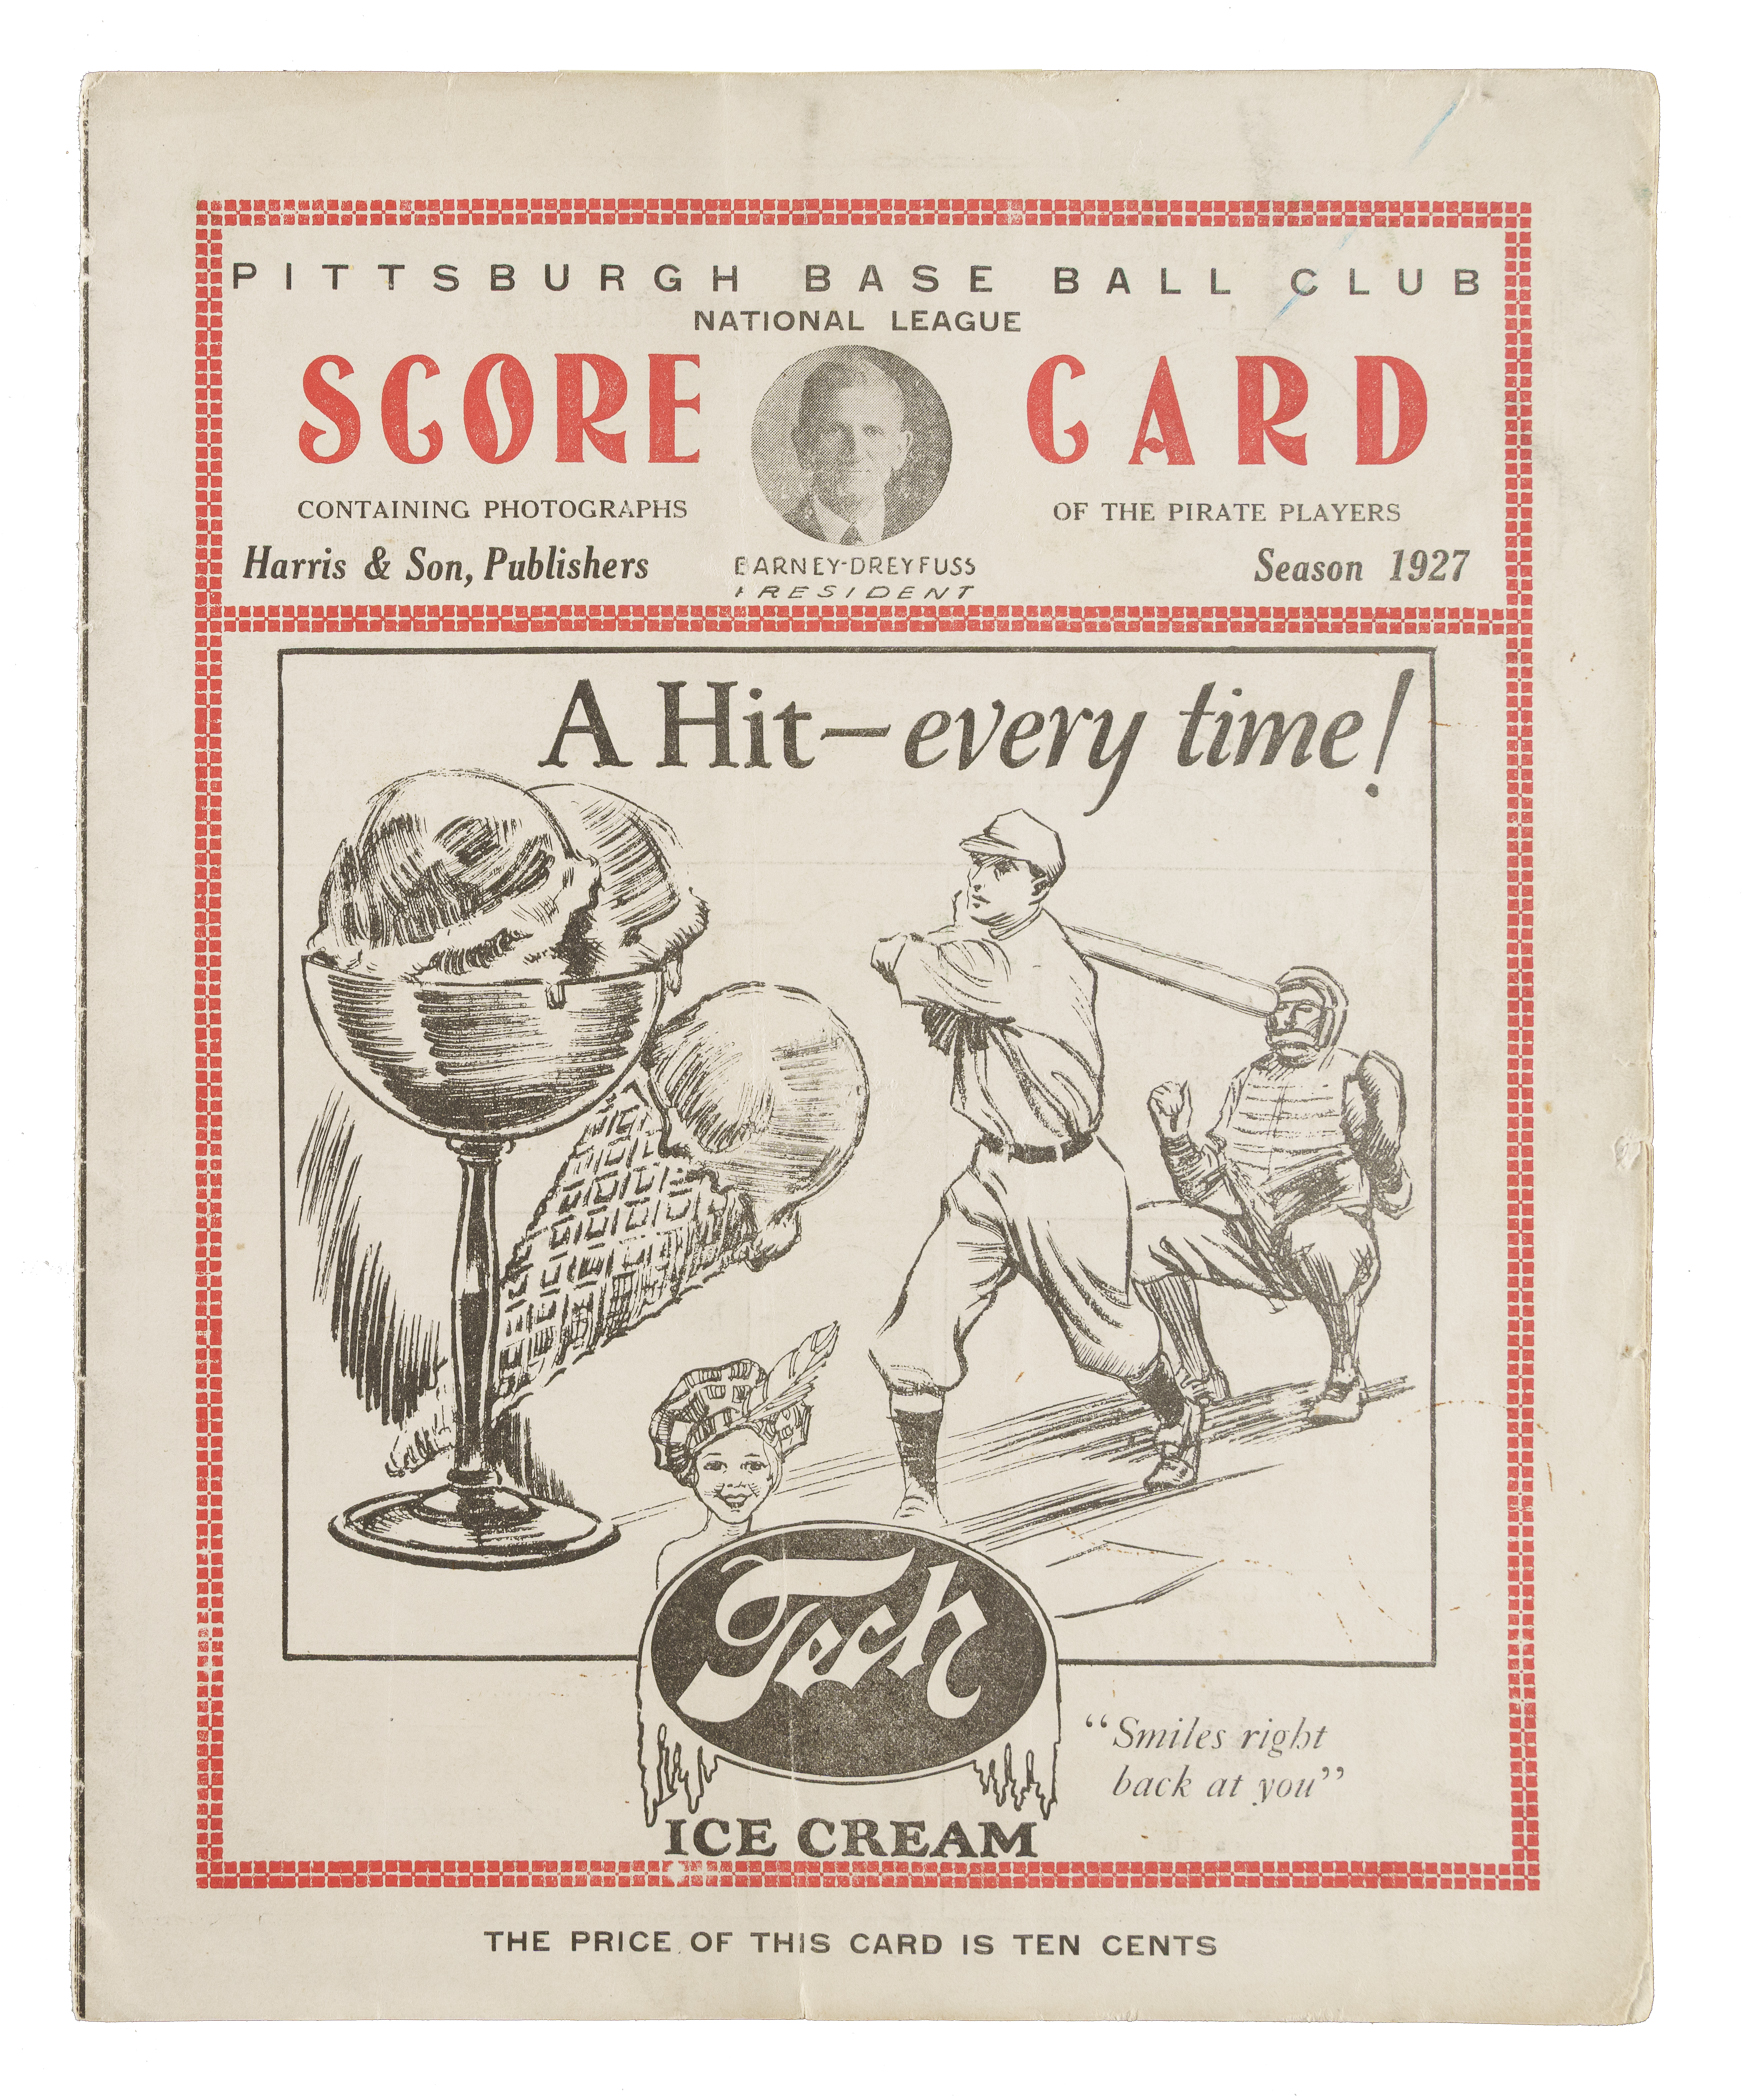 PITTSBURGH BASE BALL CLUB
NATIONAL LEAGUE
SCORE CARD
CONTAINING PHOTOGRAPHS OF THE PIRATE PLAYERS
Harris & Son, Publishers
BARNEY-DREYFUSS
PRESIDENT
Season 1927
A Hit—every time!
Tech
ICE CREAM
“Smiles right
back at you”
THE PRICE OF THIS CARD IS TEN CENTS